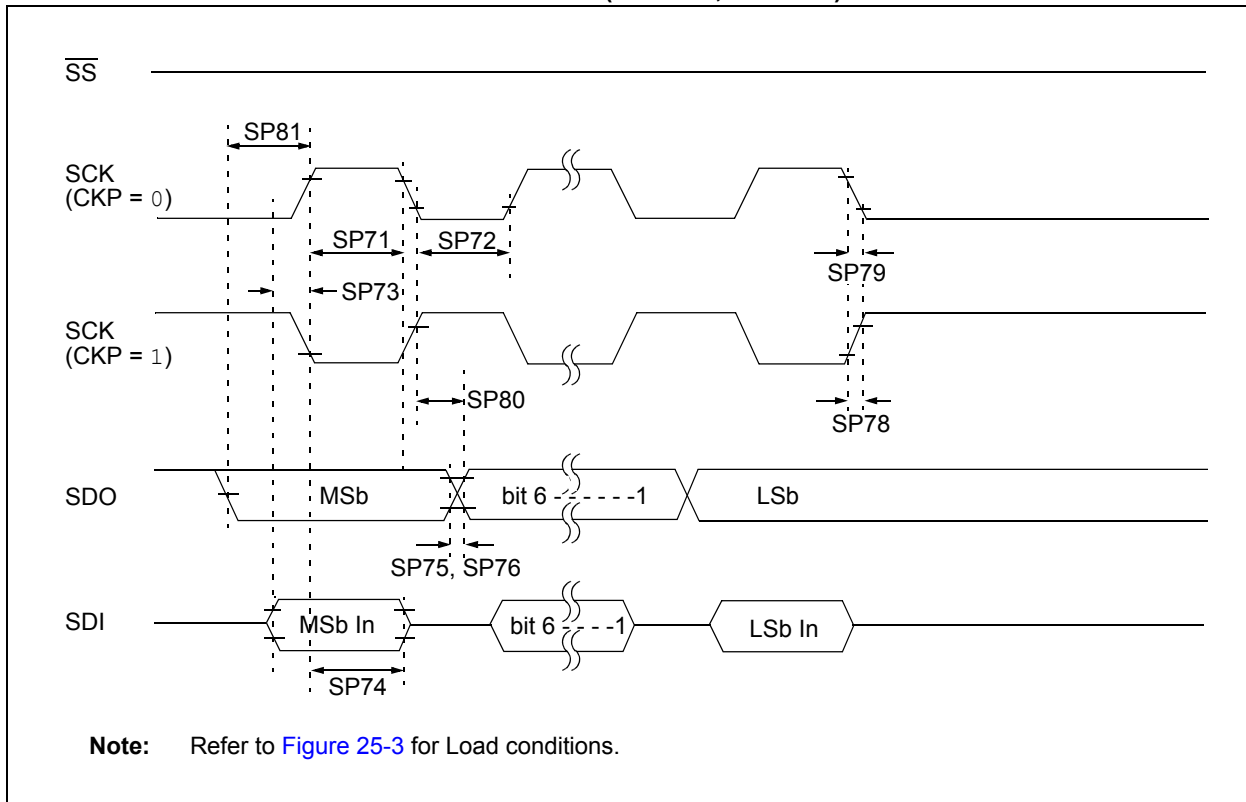 SS
SP81
SCK
(CKP = 0)
SP71
SP72
SP79
SP73
SCK
(CKP = 1)
SP80
SP78
SDO
MSb
bit 6 - - - - - -1
LSb
SP75, SP76
SDI
MSb In
bit 6 - - - -1
LSb In
SP74
Note: Refer to Figure 25-3 for Load conditions.